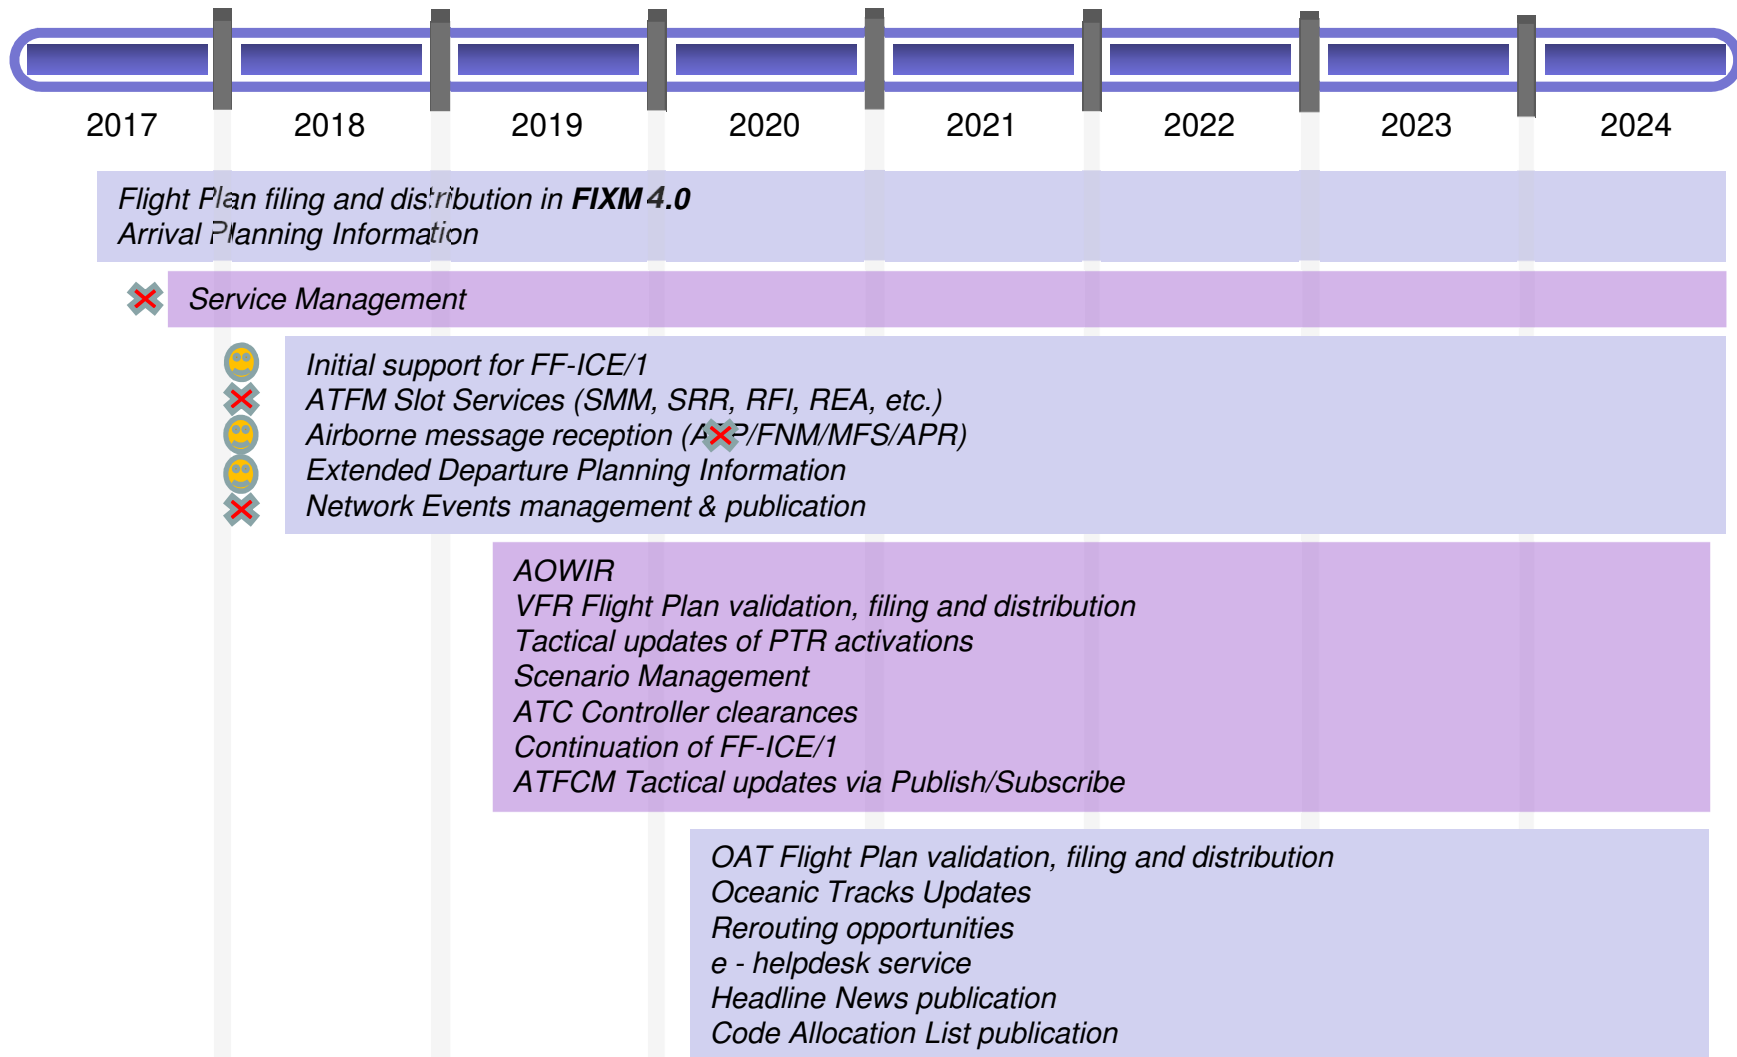 2017 2018 2019 2020 2021 2022 2023 2024
Flight Plan filing and distribution in FIXM 4.0
Arrival Planning Information
Service Management
Initial support for FF-ICE/1
ATFM Slot Services (SMM, SRR, RFI, REA, etc.)
Airborne message reception (/FNM/MFS/APR)
Extended Departure Planning Information
Network Events management & publication
AOWIR
VFR Flight Plan validation, filing and distribution
Tactical updates of PTR activations
Scenario Management
ATC Controller clearances
Continuation of FF-ICE/1
ATFCM Tactical updates via Publish/Subscribe
OAT Flight Plan validation, filing and distribution
Oceanic Tracks Updates
Rerouting opportunities
e - helpdesk service
Headline News publication
Code Allocation List publication